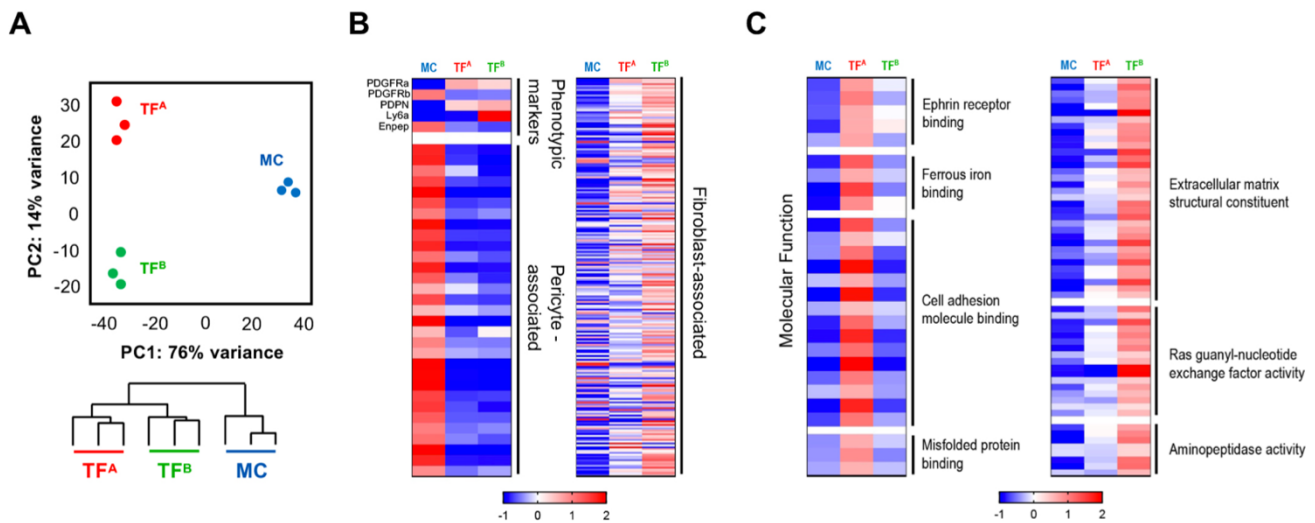 A
PC2: 14% variance
30
20
10
0
-10
-20
TFA
MC
TFB
-40
-20
0
20
40
PC1: 76% variance
TFA
TFB
MC
B
MC
TFA
TFB
PDGFRa
PDGFRb
PDPN
Ly6a
Enpep
Phenotypic
markers
Pericyte -
associated
MC
TFA
TFB
Fibroblast-associated
-1
0
1
2
C
Molecular Function
MC
TFA
TFB
Ephrin receptor
binding
Ferrous iron
binding
Cell adhesion
molecule binding
Misfolded protein
binding
MC
TFA
TFB
Extracellular matrix
structural constituent
Ras guanyl-nucleotide
exchange factor activity
Aminopeptidase activity
-1
0
1
2